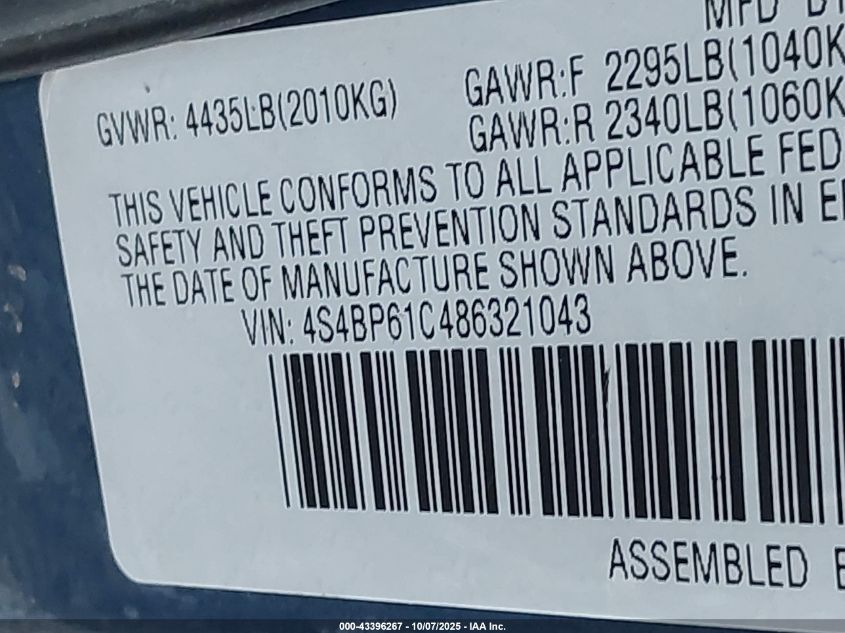 MFD
GVWR: 4435LB(2010KG) GAWR:F 2295LB(1040K
GAWR:R 2340LB(1060K
THIS VEHICLE CONFORMS TO ALL APPLICABLE FED
SAFETY AND THEFT PREVENTION STANDARDS IN
THE DATE OF MANUFACTURE SHOWN ABOVE.
VIN: 4S4BP61C486321043
ASSEMBLED
000-43396267 - 10/07/2025 - IAA Inc.